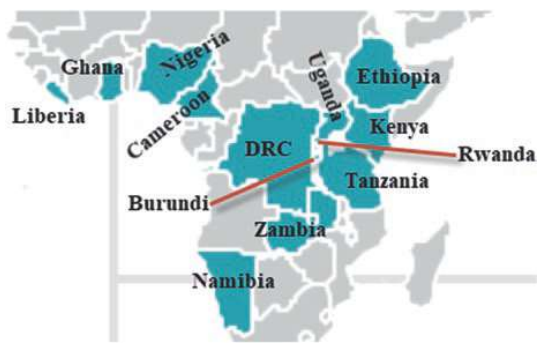 Nigeria
Ghana
Uganda
Ethiopia
Liberia
Cameroon
Kenya
DRC
Rwanda
Tanzania
Burundi
Zambia
Namibia